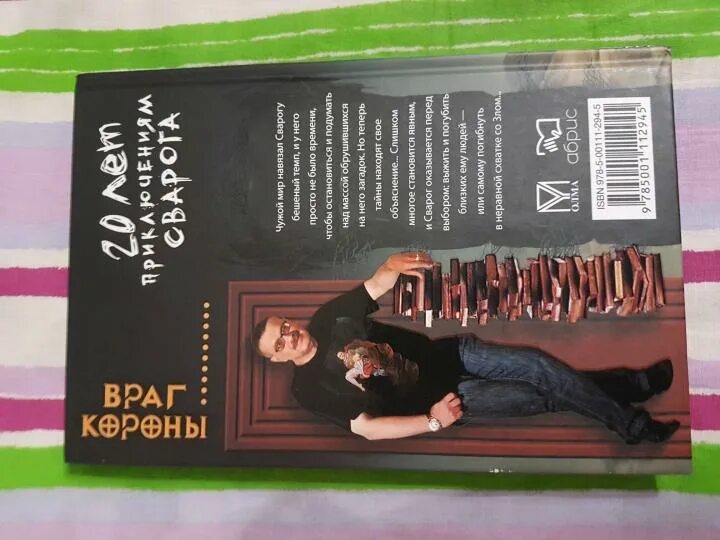 20 лет
приключениям
Сварога
Чужой мир навязал Сварогу
бешеный темп, и у него
просто не было времени,
чтобы остановиться и подумать
над массой обрушившихся
на него загадок. Но теперь
тайны находят свое
объяснение... Слишком
многое становится явным,
и Сварог оказывается перед
выбором: выжить и погубить
близких ему людей —
или самому погибнуть
в неравной схватке со Злом...
ВРАГ
КОРОНЫ
ОЛМА
абрис
ISBN 978-5-00111-294-5
9 785001 112945